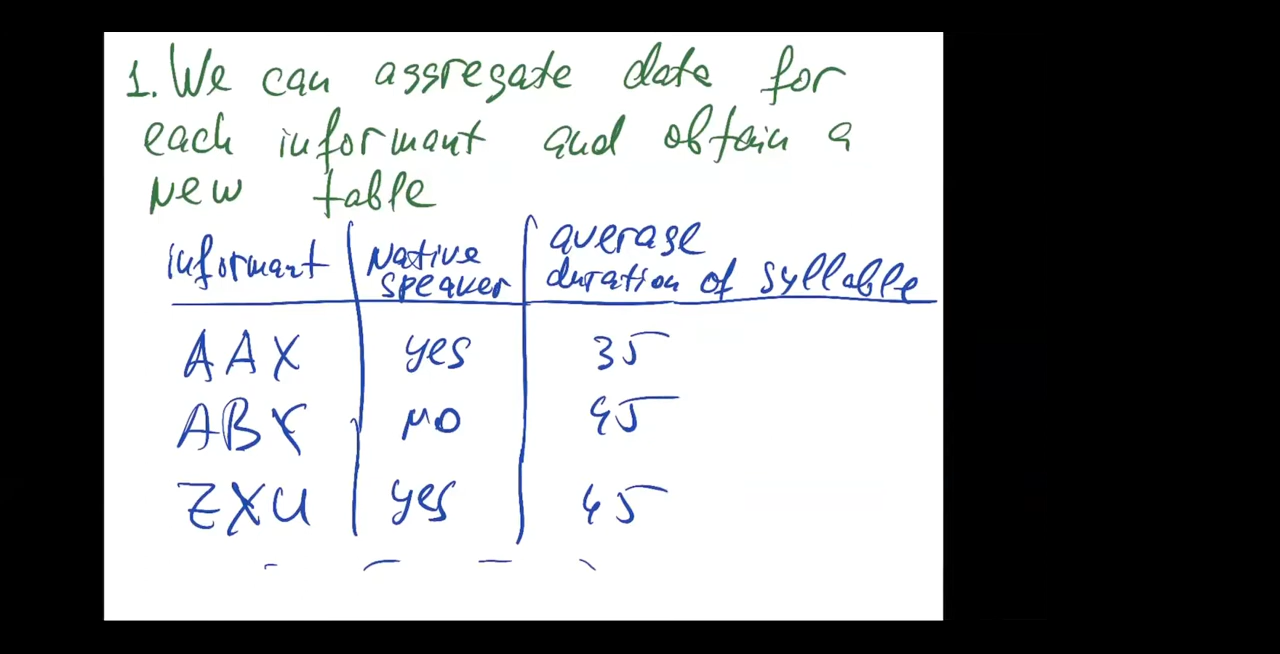 1. We can aggregate data for
each informant and obtain a
new table
informant | Native speaker | average duration of syllable
AAX | yes | 35
ABY | NO | 45
ZXU | yes | 45